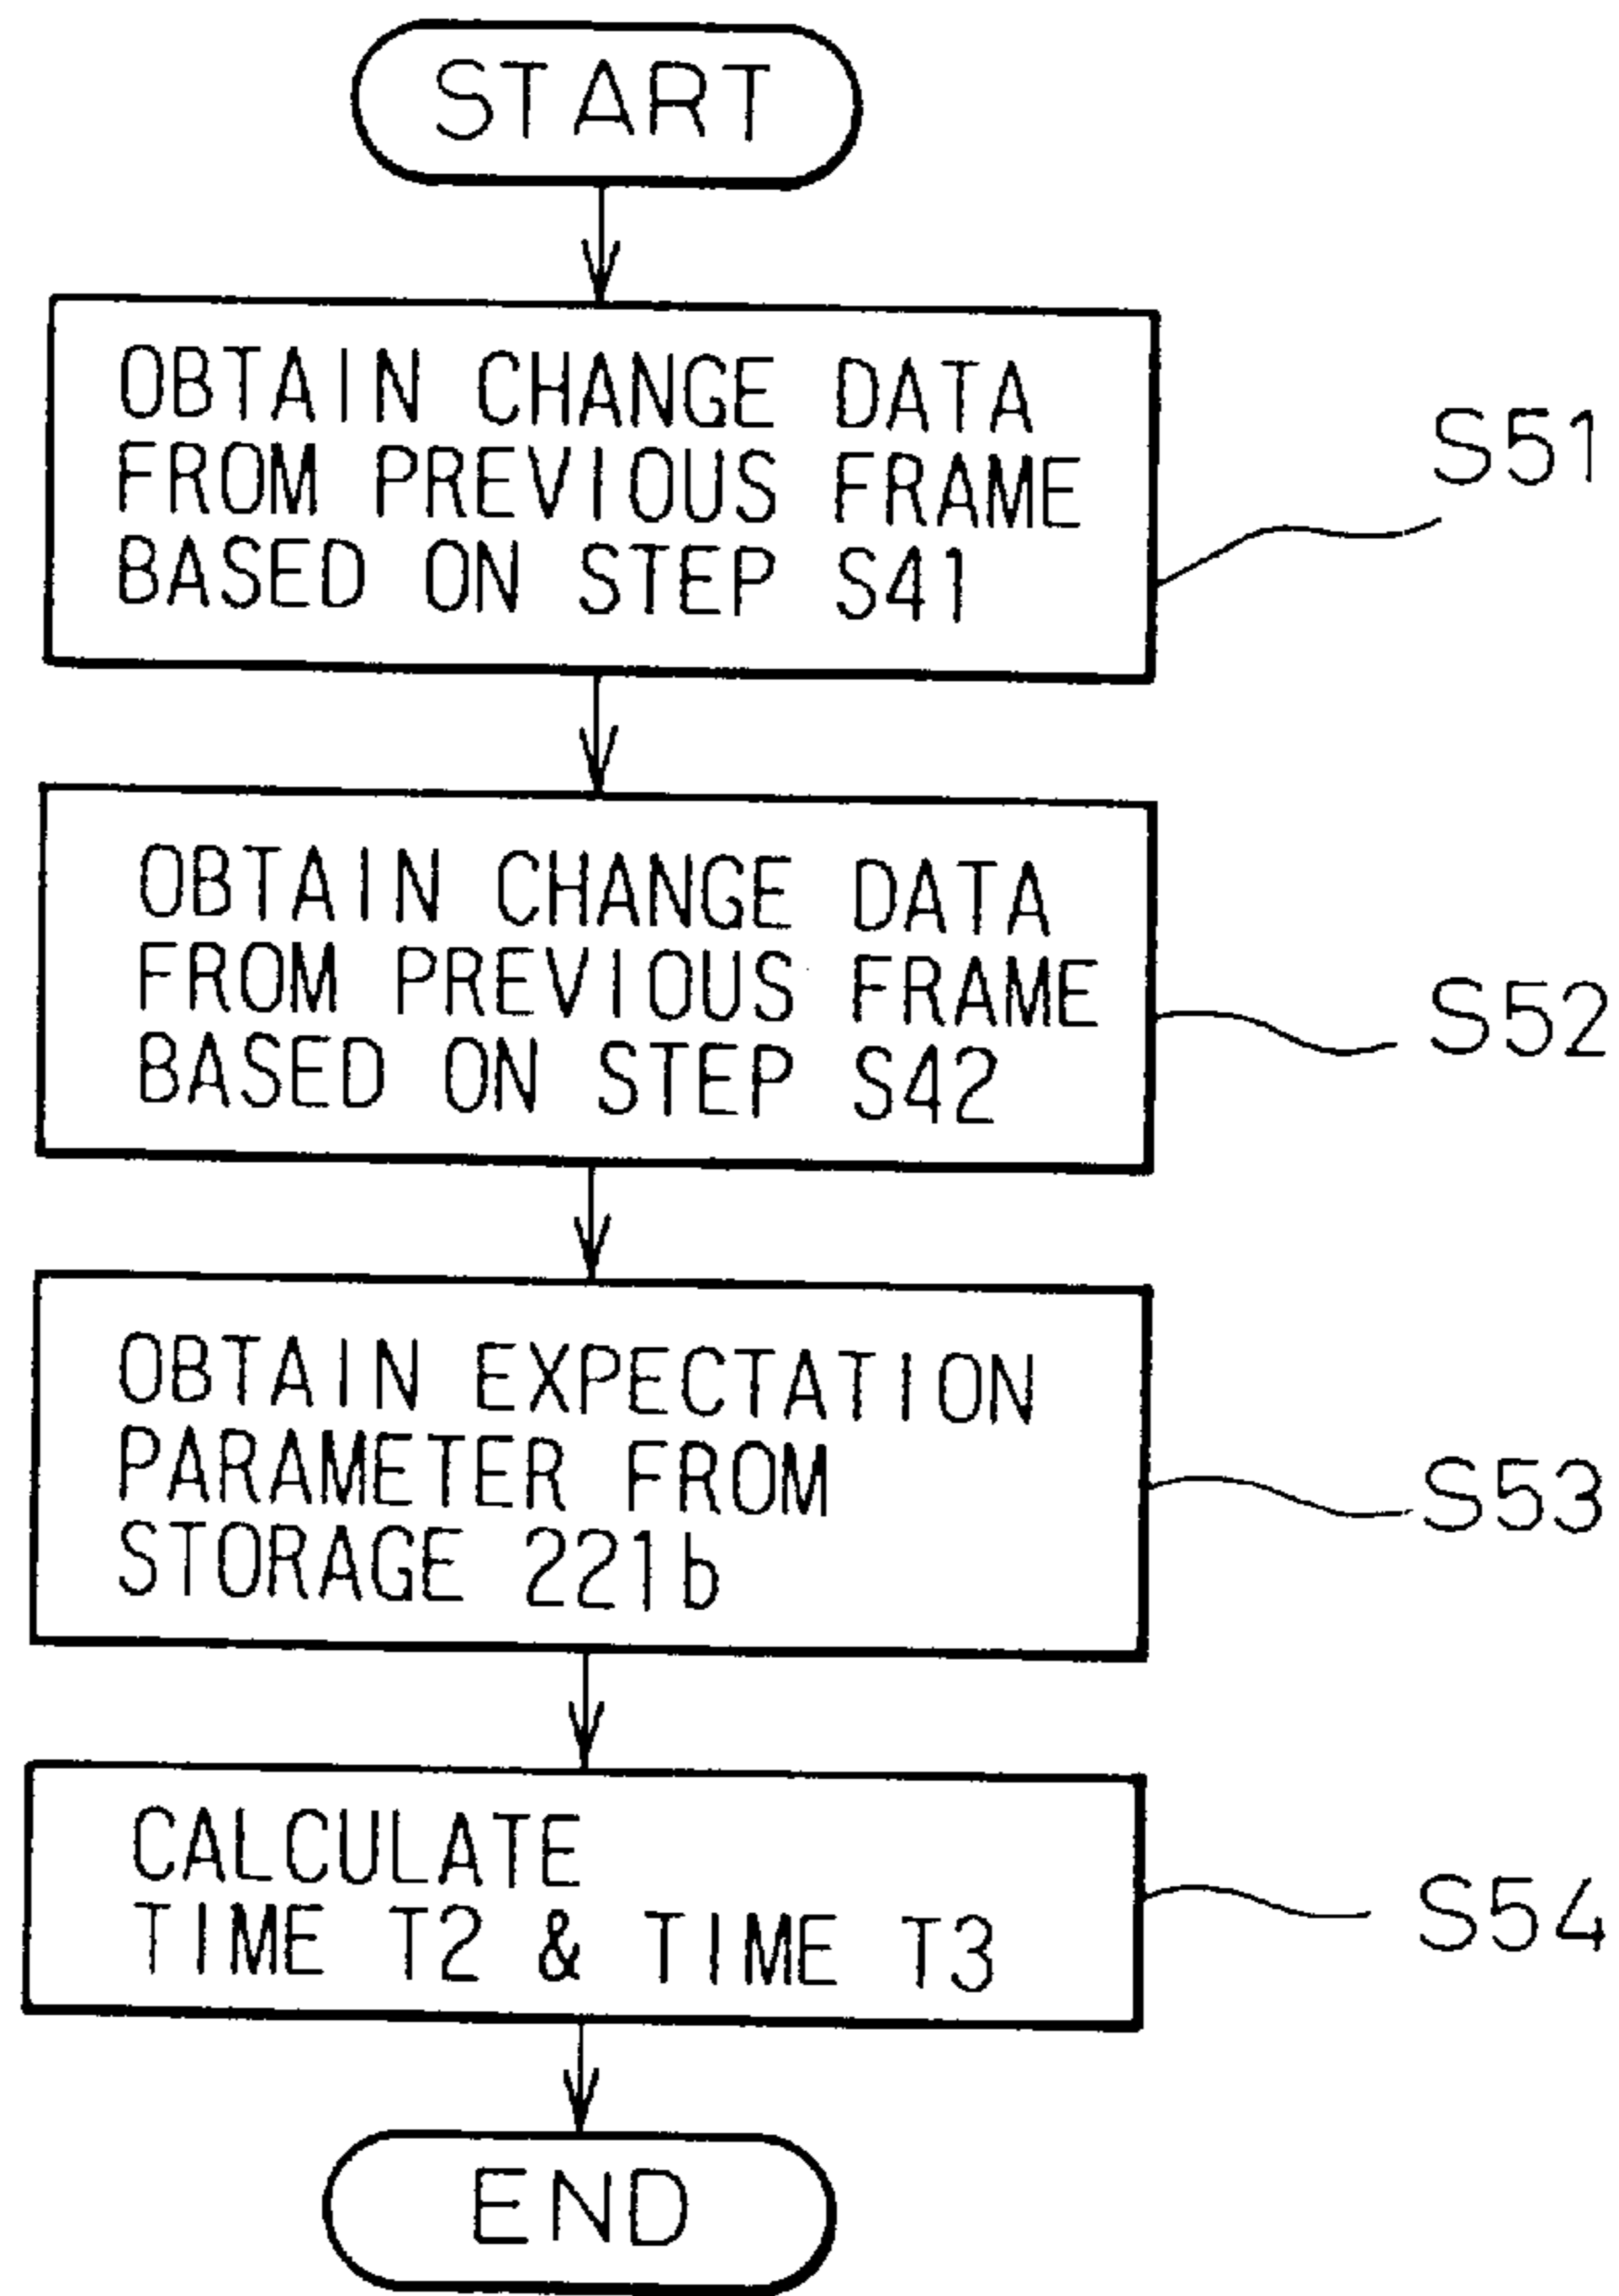 START
OBTAIN CHANGE DATA
FROM PREVIOUS FRAME
BASED ON STEP S41
S51
OBTAIN CHANGE DATA
FROM PREVIOUS FRAME
BASED ON STEP S42
S52
OBTAIN EXPECTATION
PARAMETER FROM
STORAGE 221b
S53
CALCULATE
TIME T2 & TIME T3
S54
END